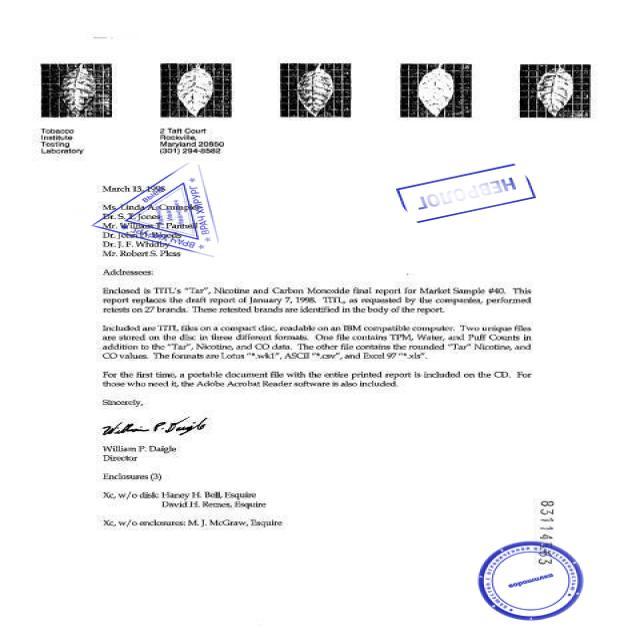 Tobacco
Institute
Testing
Laboratory
2 Taft Court
Rockville,
Maryland 20850
(301) 294-8582
НЕВРОЛОГ
March 13, 1998
Ms. Linda A. Crumpler
Dr. S. T. Jones
Mr. William T. Parnell
Dr. John D. Woods
Dr. J. F. Whidby
Mr. Robert S. Pless
ВРАЧ ХИРУРГ
Addressees:
Enclosed is TITL's "Tar", Nicotine and Carbon Monoxide final report for Market Sample #40. This
report replaces the draft report of January 7, 1998. TITL, as requested by the companies, performed
retests on 27 brands. These retested brands are identified in the body of the report.
Included are TITL files on a compact disc, readable on an IBM compatible computer. Two unique files
are stored on the disc in three different formats. One file contains TPM, Water, and Puff Counts in
addition to the "Tar", Nicotine, and CO data. The other file contains the rounded "Tar" Nicotine, and
CO values. The formats are Lotus "*.wk1", ASCII "*.csv", and Excel 97 "*.xls".
For the first time, a portable document file with the entire printed report is included on the CD. For
those who need it, the Adobe Acrobat Reader software is also included.
Sincerely,
William P. Daigle
William P. Daigle
Director
Enclosures (3)
Xc, w/o disk: Haney H. Bell, Esquire
David H. Remes, Esquire
Xc, w/o enclosures: M. J. McGraw, Esquire